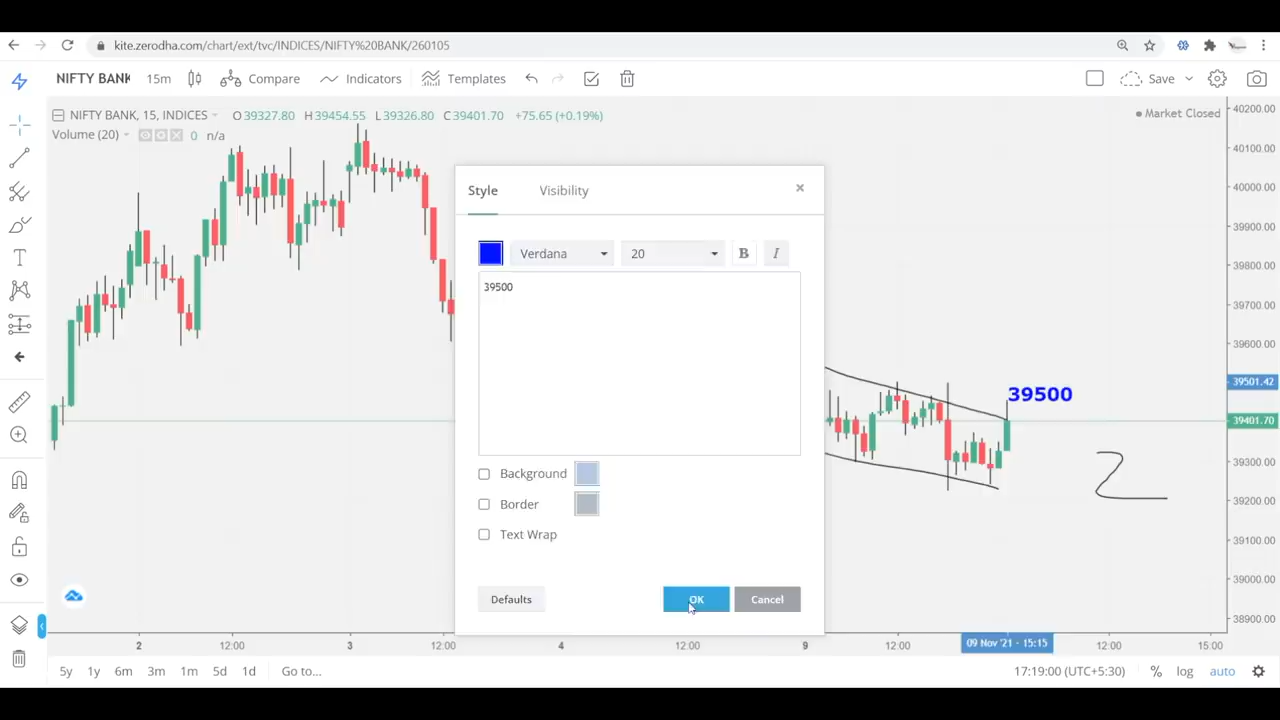 kite.zerodha.com/chart/ext/tvc/INDICES/NIFTY%20BANK/260105
NIFTY BANK 15m Compare Indicators Templates Save
NIFTY BANK, 15, INDICES O39327.80 H39454.55 L39326.80 C39401.70 +75.65 (+0.19%)
Market Closed
Volume (20) 0 n/a
Style Visibility
Verdana 20 B I
39500
Background
Border
Text Wrap
Defaults OK Cancel
39500
2
40200.00
40100.00
40000.00
39900.00
39800.00
39700.00
39600.00
39501.42
39401.70
39300.00
39200.00
39100.00
39000.00
38900.00
2 12:00 3 12:00 4 12:00 9 12:00 09 Nov '21 - 15:15 12:00 15:00
5y 1y 6m 3m 1m 5d 1d Go to... 17:19:00 (UTC+5:30) % log auto